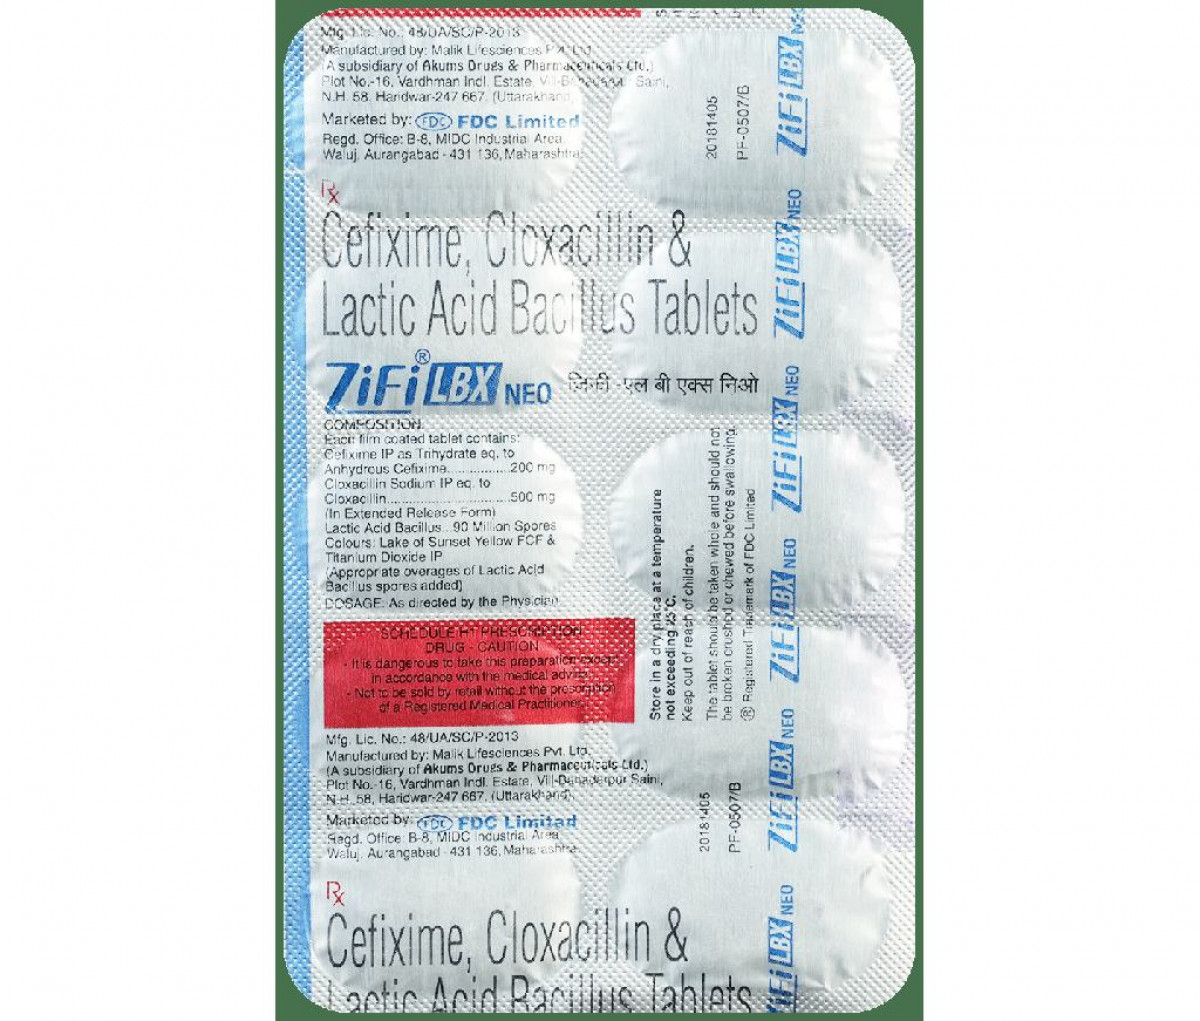 Mfg. Lic. No.: 48/UA/SC/P-2013
Manufactured by: Malik Lifesciences Pvt. Ltd.
(A subsidiary of Akums Drugs & Pharmaceuticals Ltd.)
Plot No.-16, Vardhman Indl. Estate, Saini,
N.H. 58, Haridwar-247 667. (Uttarakhand)
Marketed by: FDC FDC Limited
Regd. Office: B-8, MIDC Industrial Area,
Waluj, Aurangabad - 431 136, Maharashtra.
Rx
Cefixime, Cloxacillin &
Lactic Acid Bacillus Tablets
ZiFi® LBX NEO जिफी -एल बी एक्स निओ
COMPOSITION:
Each film coated tablet contains:
Cefixime IP as Trihydrate eq. to
Anhydrous Cefixime................200 mg
Cloxacillin Sodium IP eq. to
Cloxacillin...............................500 mg
(In Extended Release Form)
Lactic Acid Bacillus...90 Million Spores
Colours: Lake of Sunset Yellow FCF &
Titanium Dioxide IP
(Appropriate overages of Lactic Acid
Bacillus spores added)
DOSAGE: As directed by the Physician.
SCHEDULE H1 PRESCRIPTION
DRUG - CAUTION
- It is dangerous to take this preparation except
in accordance with the medical advice.
- Not to be sold by retail without the prescription
of a Registered Medical Practitioner.
Mfg. Lic. No.: 48/UA/SC/P-2013
Manufactured by: Malik Lifesciences Pvt. Ltd.
(A subsidiary of Akums Drugs & Pharmaceuticals Ltd.)
Plot No.-16, Vardhman Indl. Estate, Saini,
N.H. 58, Haridwar-247 667. (Uttarakhand).
Marketed by: FDC FDC Limited
Regd. Office: B-8, MIDC Industrial Area,
Waluj, Aurangabad - 431 136, Maharashtra.
Rx
Cefixime, Cloxacillin &
Lactic Acid Bacillus Tablets
20181405
PF-0507/B
Store in a dry place at a temperature
not exceeding 25°C.
Keep out of reach of children.
The tablet should be taken whole and should not
be broken crushed or chewed before swallowing.
® Registered Trademark of FDC Limited
20181405
PF-0507/B
ZiFi LBX NEO
ZiFi LBX NEO
ZiFi LBX NEO
ZiFi LBX NEO
ZiFi LBX NEO
ZiFi LBX NEO